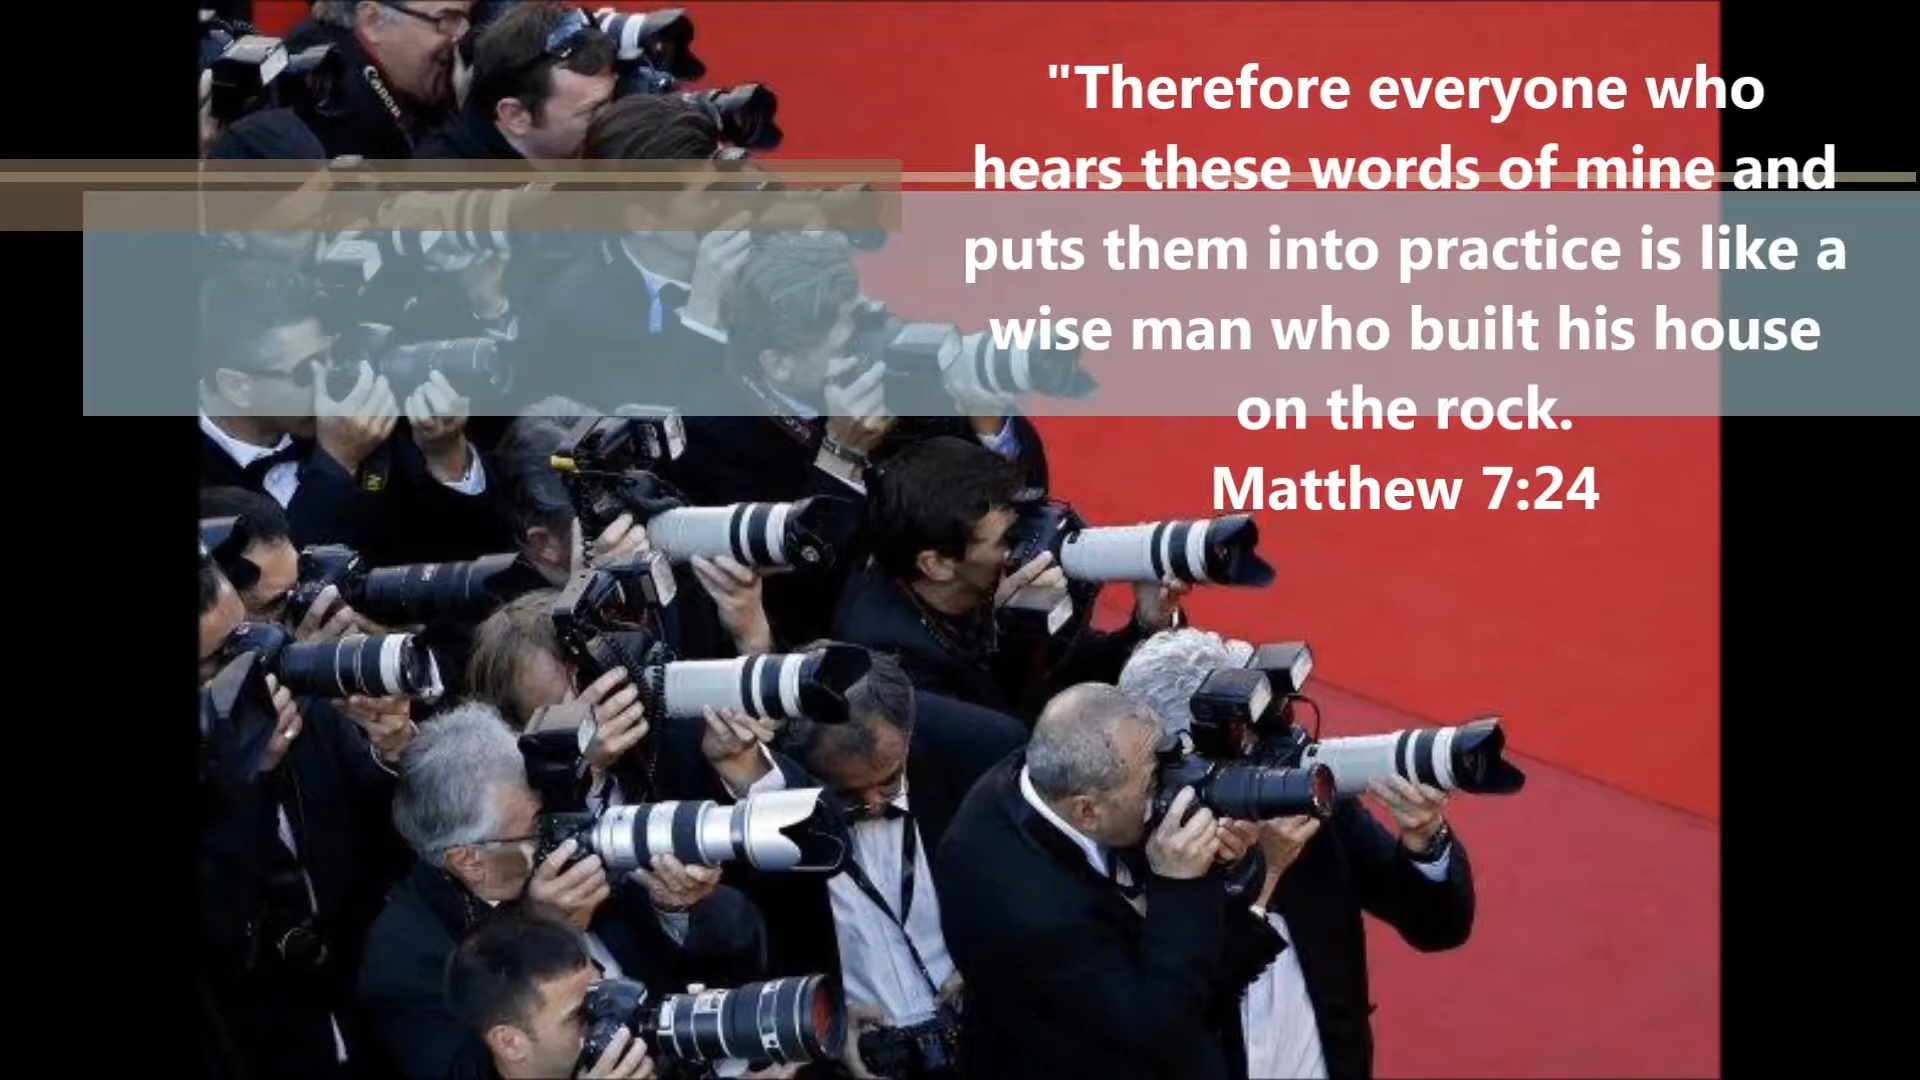 "Therefore everyone who
hears these words of mine and
puts them into practice is like a
wise man who built his house
on the rock.
Matthew 7:24
Canon